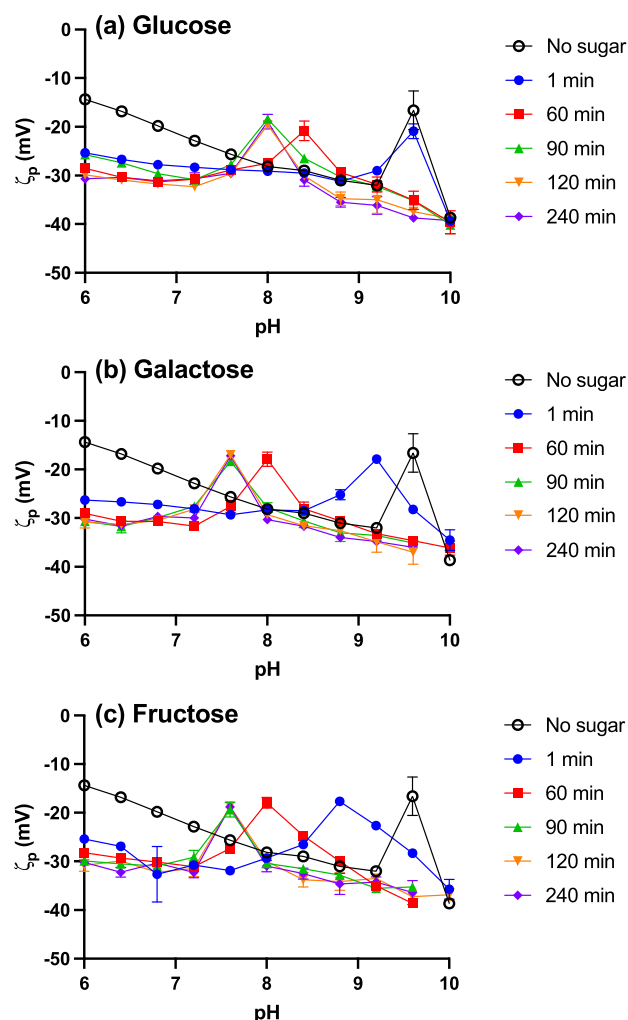 (a) Glucose
0
-10
-20
-30
-40
-50
ζp (mV)
6 7 8 9 10
pH
No sugar
1 min
60 min
90 min
120 min
240 min
(b) Galactose
0
-10
-20
-30
-40
-50
ζp (mV)
6 7 8 9 10
pH
No sugar
1 min
60 min
90 min
120 min
240 min
(c) Fructose
0
-10
-20
-30
-40
-50
ζp (mV)
6 7 8 9 10
pH
No sugar
1 min
60 min
90 min
120 min
240 min